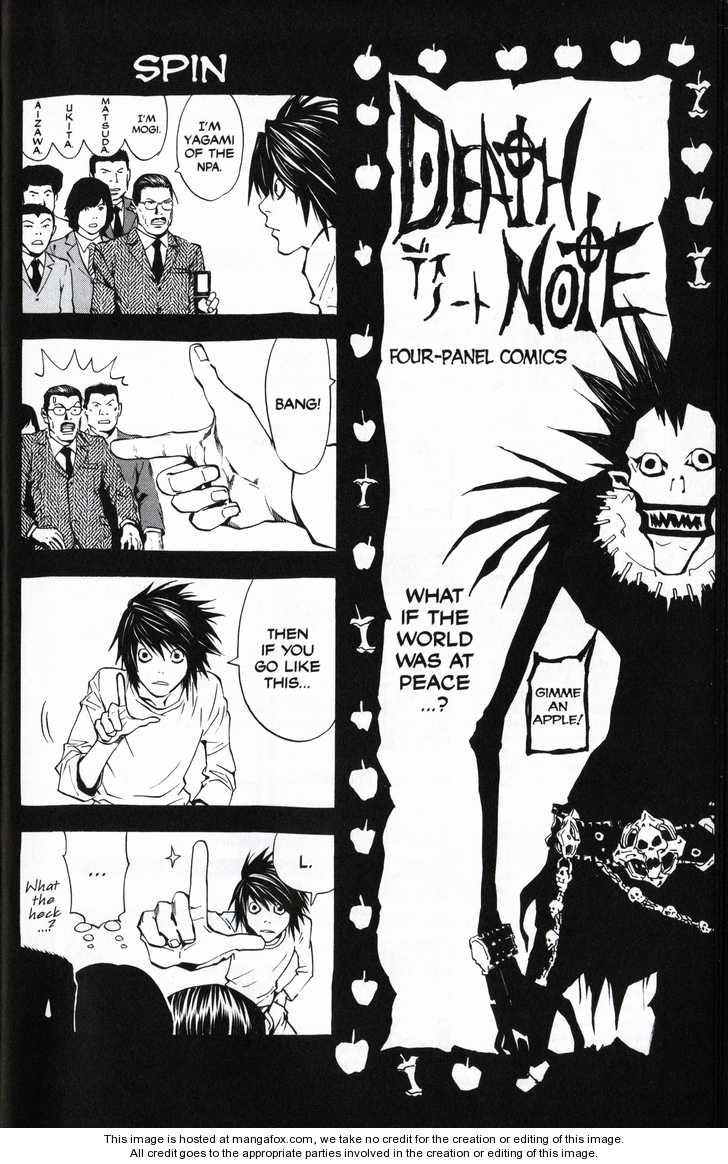 DEATH
NOTE
デスノート
FOUR-PANEL COMICS
WHAT
IF THE
WORLD
WAS AT
PEACE
...?
GIMME
AN
APPLE!
SPIN
I'M
YAGAMI
OF THE
NPA.
I'M
MOGI.
MATSUDA.
UKITA.
AIZAWA.
BANG!
THEN
IF YOU
GO LIKE
THIS...
L.
...
What
the
heck
....?
This image is hosted at mangafox.com, we take no credit for the creation or editing of this image.
All credit goes to the appropriate parties involved in the creation or editing of this image.